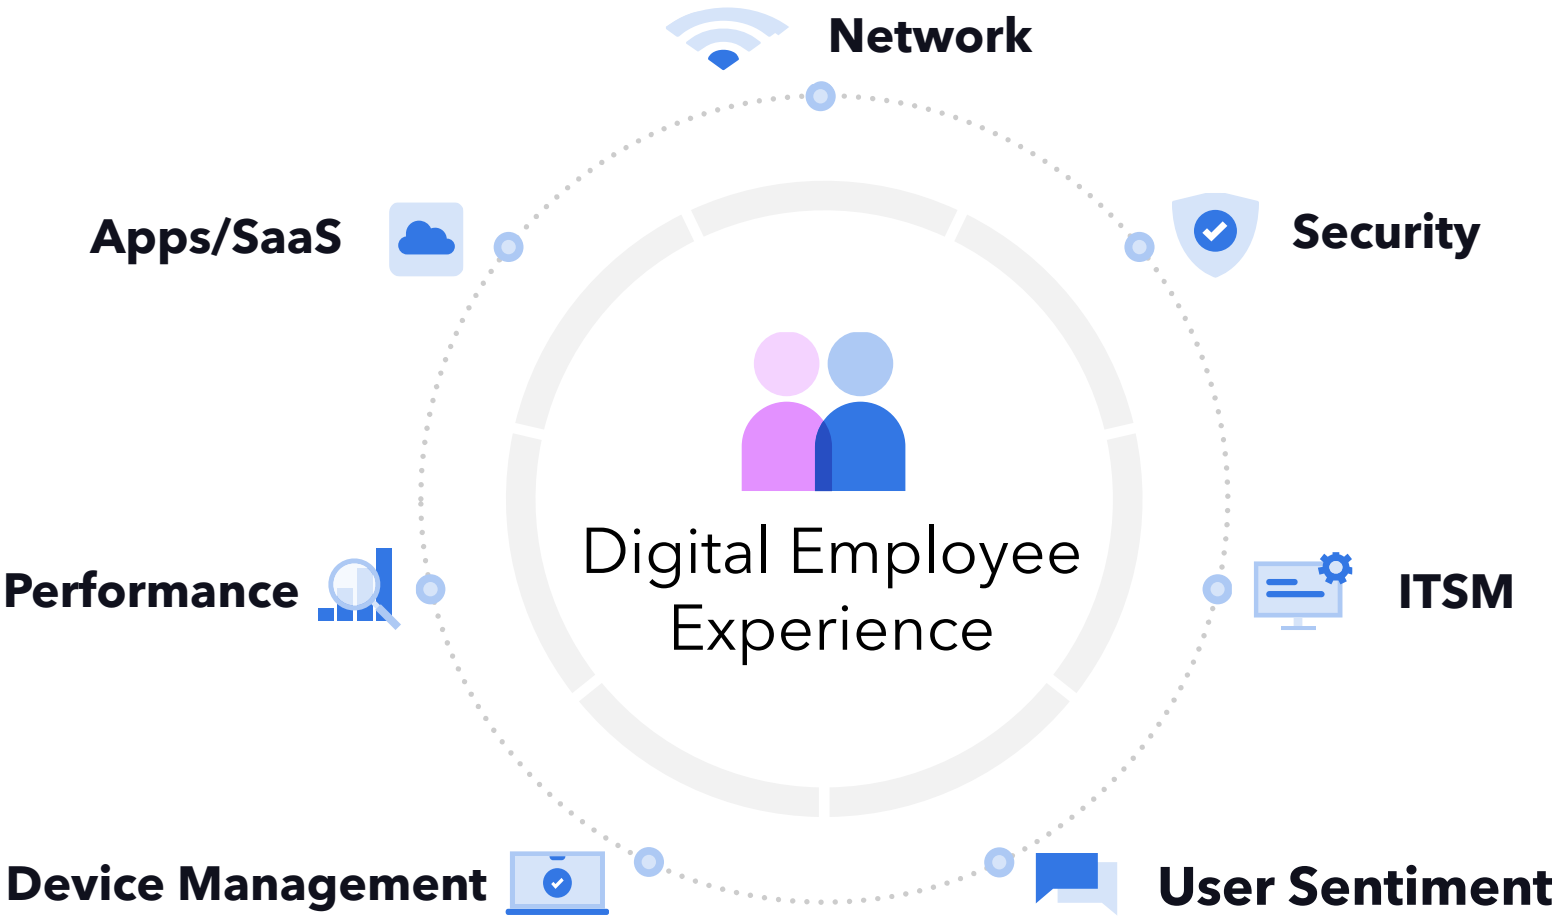 Network
Apps/SaaS
Security
Digital Employee
Experience
Performance
ITSM
Device Management
User Sentiment